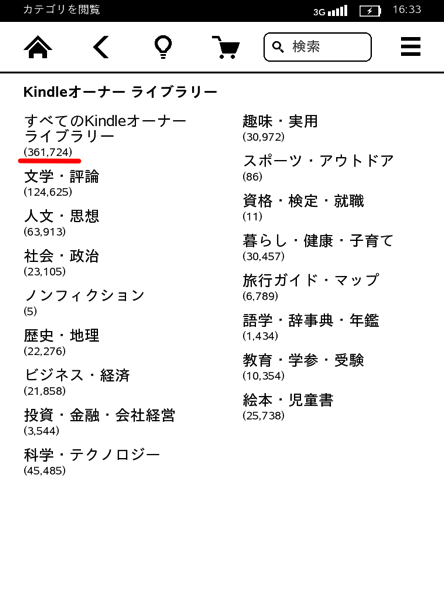 カテゴリを閲覧
3G
16:33
検索
Kindleオーナー ライブラリー
すべてのKindleオーナー
ライブラリー
(361,724)
文学・評論
(124,625)
人文・思想
(63,913)
社会・政治
(23,105)
ノンフィクション
(5)
歴史・地理
(22,276)
ビジネス・経済
(21,858)
投資・金融・会社経営
(3,544)
科学・テクノロジー
(45,485)
趣味・実用
(30,972)
スポーツ・アウトドア
(86)
資格・検定・就職
(11)
暮らし・健康・子育て
(30,457)
旅行ガイド・マップ
(6,789)
語学・辞事典・年鑑
(1,434)
教育・学参・受験
(10,354)
絵本・児童書
(25,738)